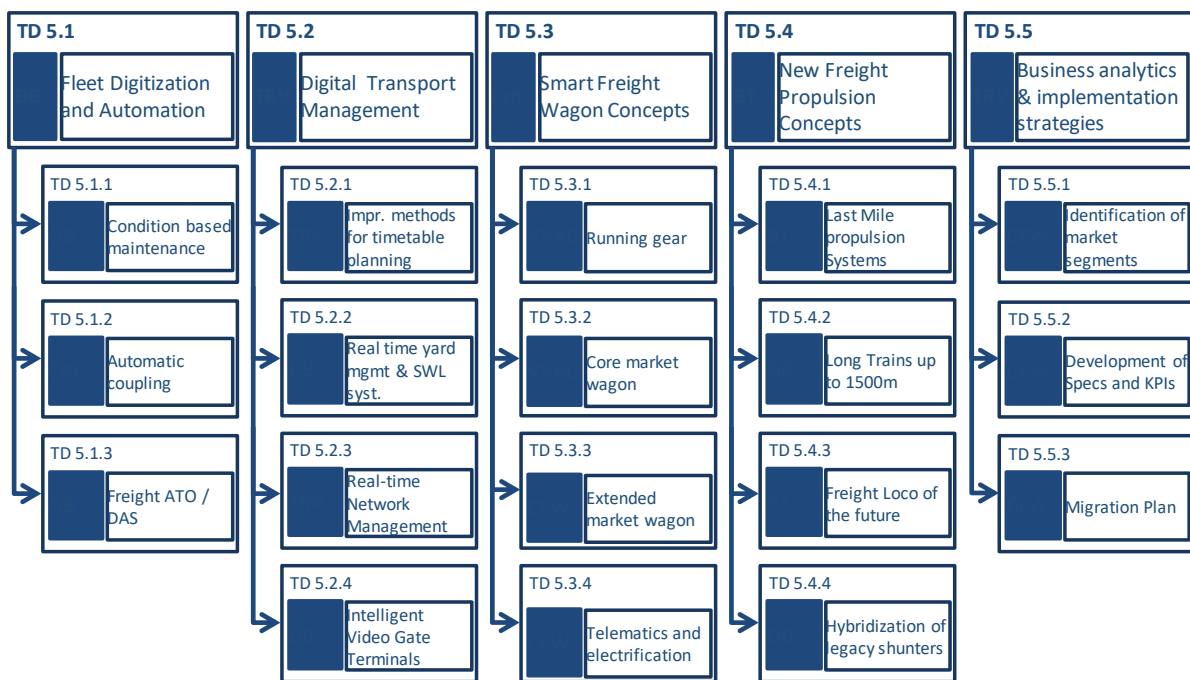 TD 5.1
Fleet Digitization
and Automation
TD 5.1.1
Condition based
maintenance
TD 5.1.2
Automatic
coupling
TD 5.1.3
Freight ATO /
DAS
TD 5.2
Digital Transport
Management
TD 5.2.1
Impr. methods
for timetable
planning
TD 5.2.2
Real time yard
mgmt & SWL
syst.
TD 5.2.3
Real-time
Network
Management
TD 5.2.4
Intelligent
Video Gate
Terminals
TD 5.3
Smart Freight
Wagon Concepts
TD 5.3.1
Running gear
TD 5.3.2
Core market
wagon
TD 5.3.3
Extended
market wagon
TD 5.3.4
Telematics and
electrification
TD 5.4
New Freight
Propulsion
Concepts
TD 5.4.1
Last Mile
propulsion
Systems
TD 5.4.2
Long Trains up
to 1500m
TD 5.4.3
Freight Loco of
the future
TD 5.4.4
Hybridization of
legacy shunters
TD 5.5
Business analytics
& implementation
strategies
TD 5.5.1
Identification of
market
segments
TD 5.5.2
Development of
Specs and KPIs
TD 5.5.3
Migration Plan